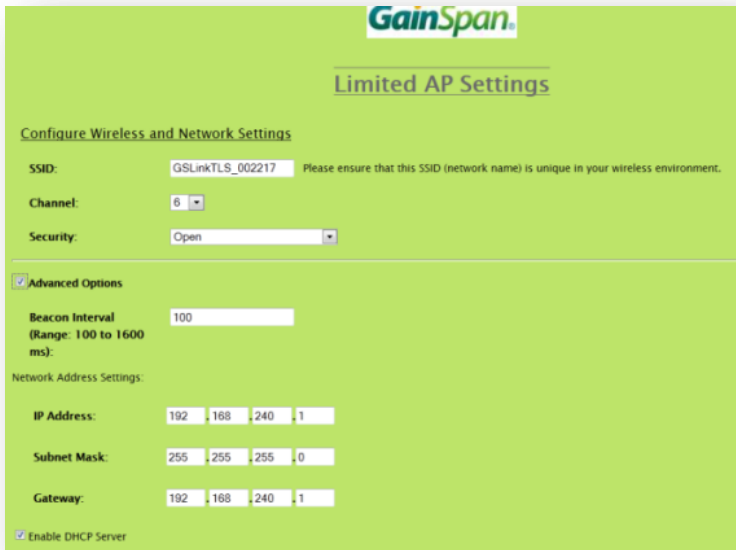 GainSpan®
Limited AP Settings
Configure Wireless and Network Settings
SSID: GSLinkTLS_002217 Please ensure that this SSID (network name) is unique in your wireless environment.
Channel: 6
Security: Open
Advanced Options
Beacon Interval
(Range: 100 to 1600
ms): 100
Network Address Settings:
IP Address: 192 . 168 . 240 . 1
Subnet Mask: 255 . 255 . 255 . 0
Gateway: 192 . 168 . 240 . 1
Enable DHCP Server